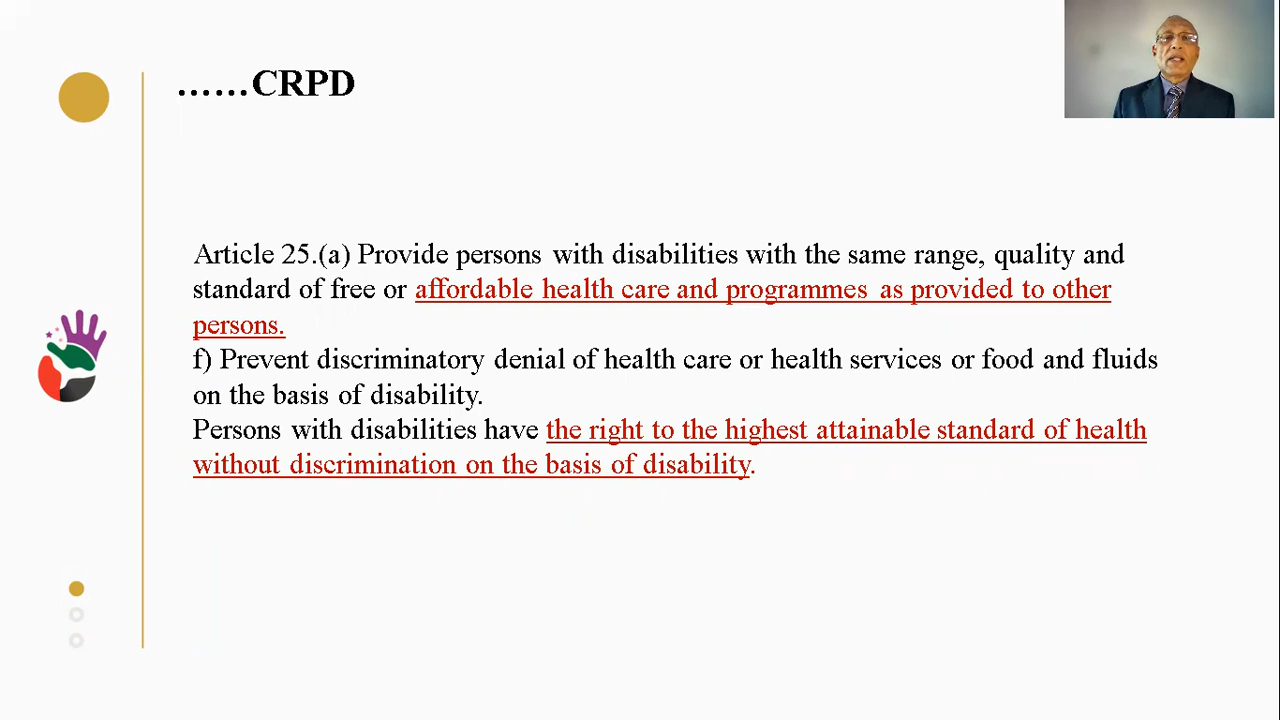 ......CRPD
Article 25.(a) Provide persons with disabilities with the same range, quality and
standard of free or affordable health care and programmes as provided to other
persons.
f) Prevent discriminatory denial of health care or health services or food and fluids
on the basis of disability.
Persons with disabilities have the right to the highest attainable standard of health
without discrimination on the basis of disability.